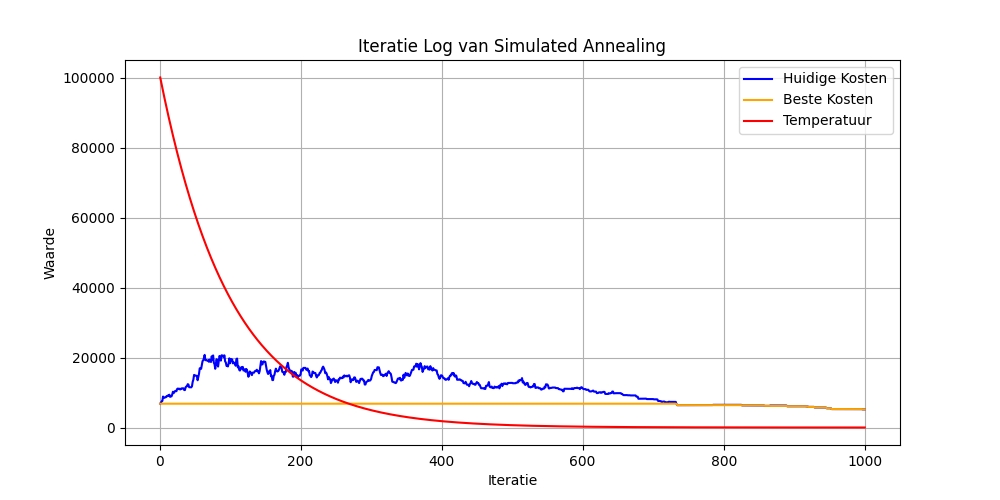 Iteratie Log van Simulated Annealing
Huidige Kosten
Beste Kosten
Temperatuur
Waarde
100000
80000
60000
40000
20000
0
0 200 400 600 800 1000
Iteratie